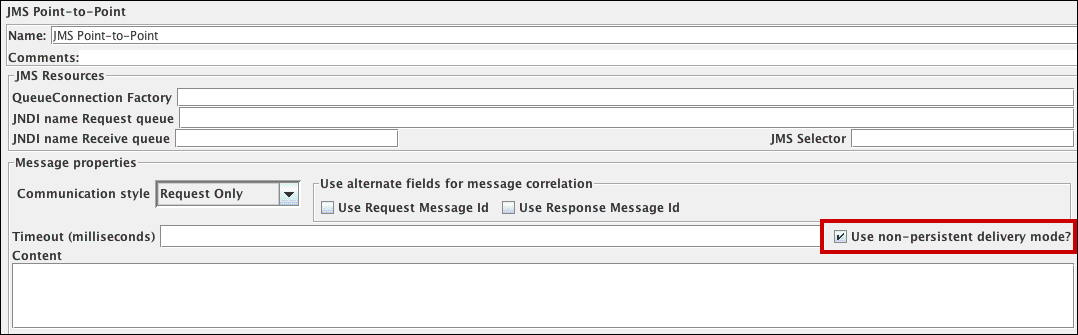 JMS Point-to-Point
Name: JMS Point-to-Point
Comments:
JMS Resources
QueueConnection Factory
JNDI name Request queue
JNDI name Receive queue JMS Selector
Message properties
Communication style Request Only Use alternate fields for message correlation
Use Request Message Id Use Response Message Id
Timeout (milliseconds) Use non-persistent delivery mode?
Content